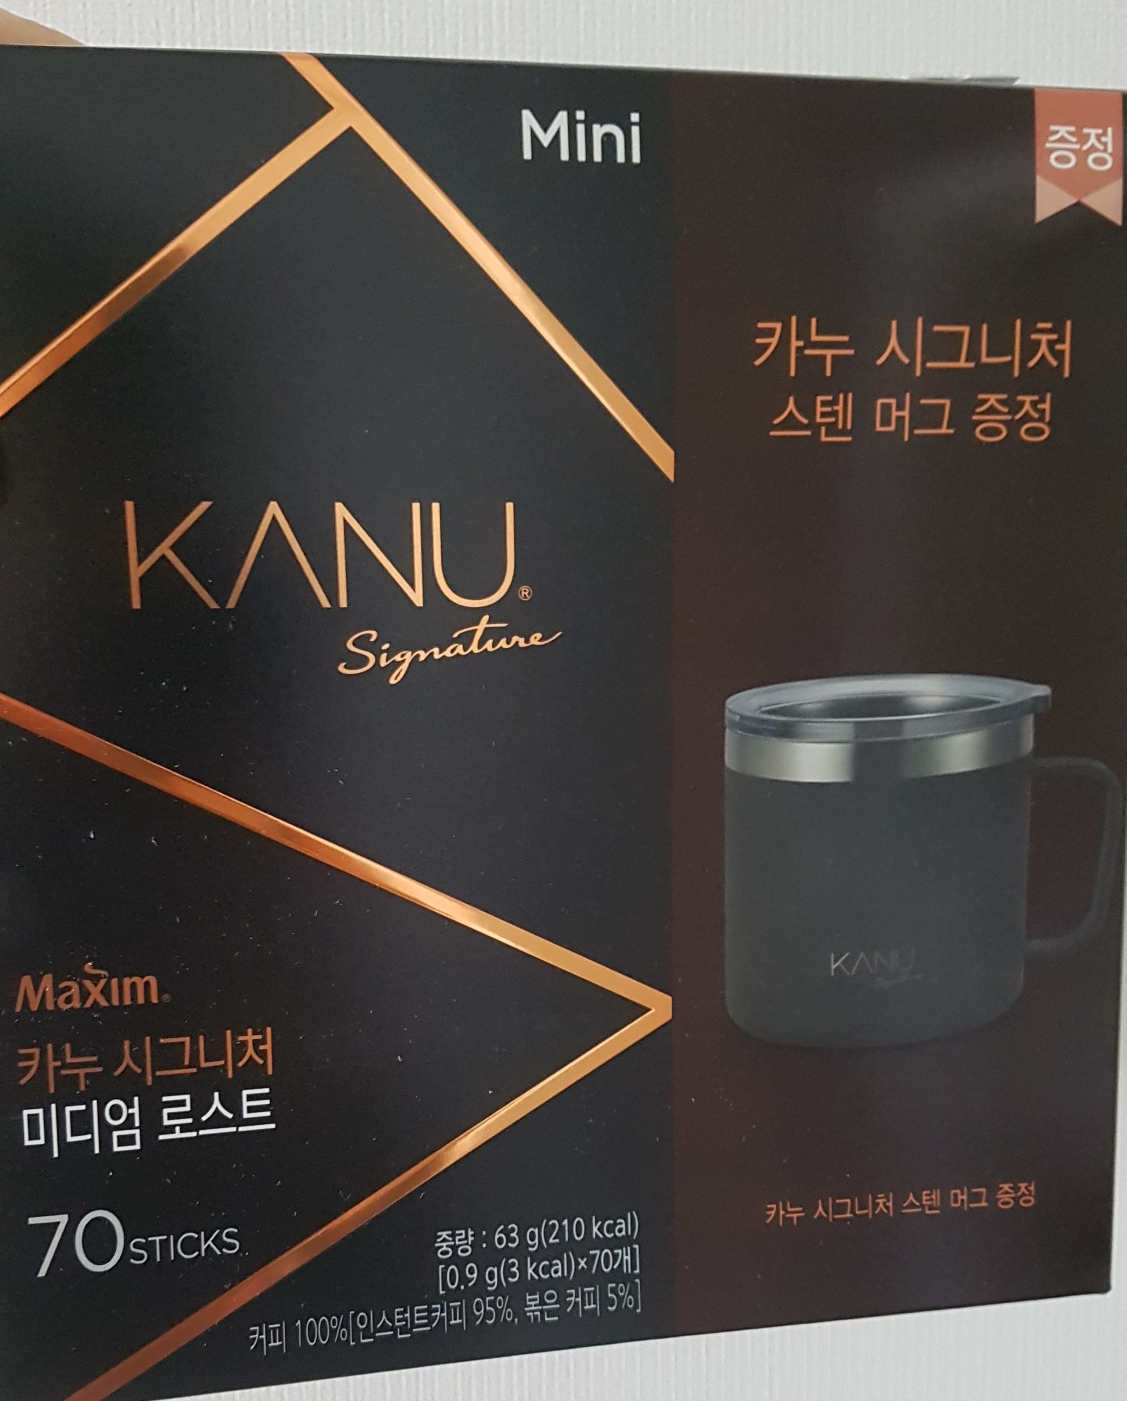 Mini
KANU®
Signature
Maxim®
카누 시그니처
미디엄 로스트
70 STICKS
중량 : 63 g(210 kcal)
[0.9 g(3 kcal)×70개]
커피 100%[인스턴트커피 95%, 볶은 커피 5%]
증정
카누 시그니처
스텐 머그 증정
KANU
Signature
카누 시그니처 스텐 머그 증정